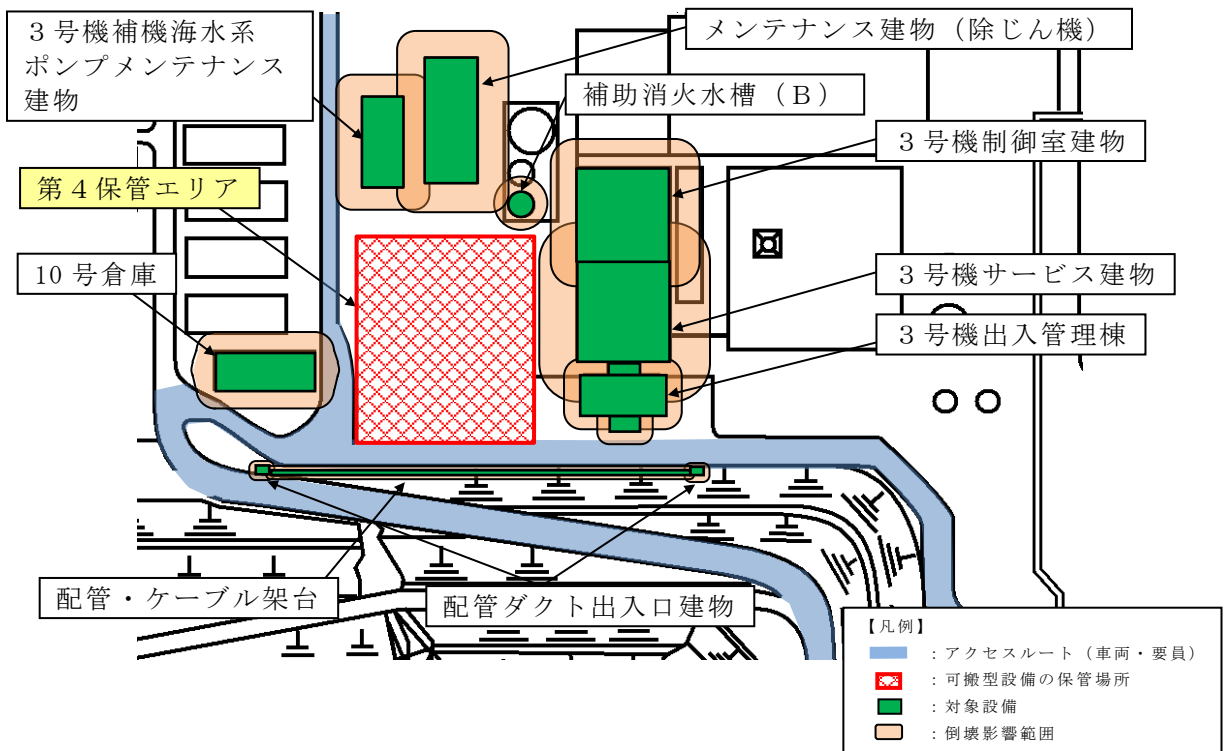 ３号機補機海水系
ポンプメンテナンス
建物
メンテナンス建物（除じん機）
補助消火水槽（Ｂ）
３号機制御室建物
第４保管エリア
10号倉庫
３号機サービス建物
３号機出入管理棟
配管・ケーブル架台
配管ダクト出入口建物
【凡例】
：アクセスルート（車両・要員）
：可搬型設備の保管場所
：対象設備
：倒壊影響範囲